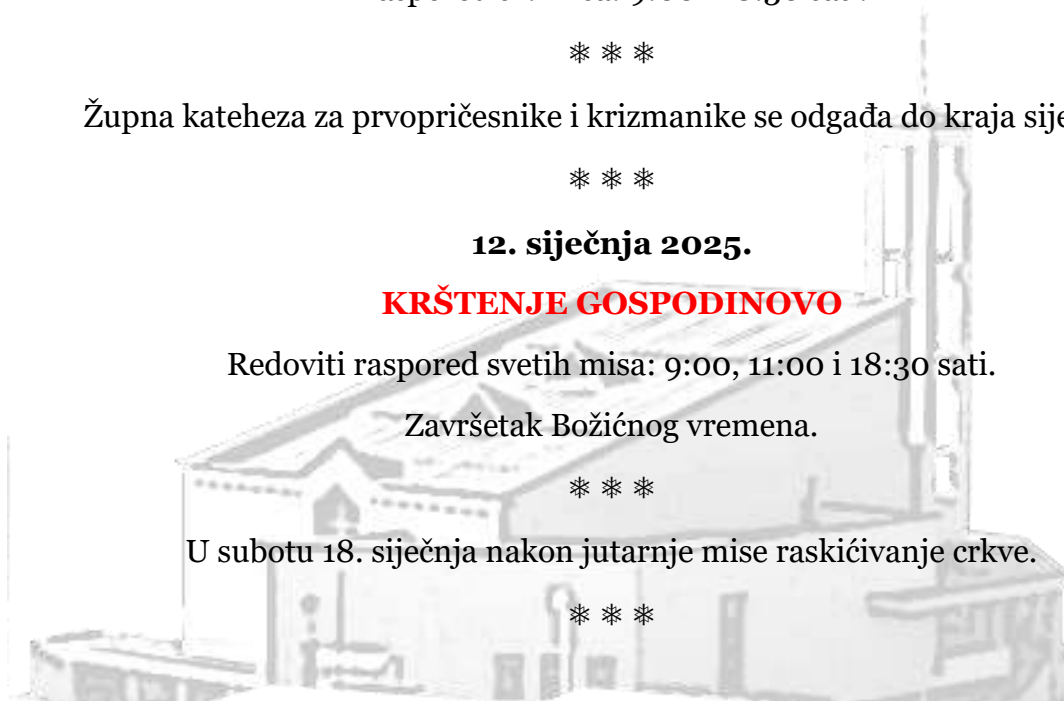 ❄ ❄ ❄
Župna kateheza za prvopričesnike i krizmanike se odgađa do kraja
❄ ❄ ❄
12. siječnja 2025.
KRŠTENJE GOSPODINOVO
Redoviti raspored svetih misa: 9:00, 11:00 i 18:30 sati.
Završetak Božićnog vremena.
❄ ❄ ❄
U subotu 18. siječnja nakon jutarnje mise raskićivanje crkve.
❄ ❄ ❄